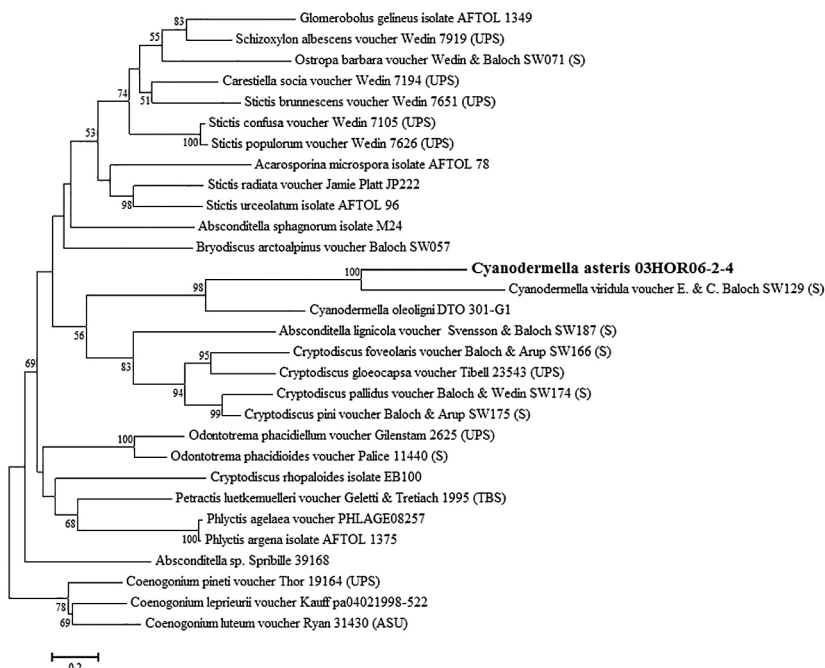 83
Glomerobolus gelineus isolate AFTOL 1349
55
Schizoxylon albescens voucher Wedin 7919 (UPS)
Ostropa barbara voucher Wedin & Baloch SW071 (S)
74
Carestiella socia voucher Wedin 7194 (UPS)
51
Stictis brunnescens voucher Wedin 7651 (UPS)
Stictis confusa voucher Wedin 7105 (UPS)
53
100
Stictis populorum voucher Wedin 7626 (UPS)
Acarosporina microspora isolate AFTOL 78
Stictis radiata voucher Jamie Platt JP222
98
Stictis urceolatum isolate AFTOL 96
Absconditella sphagnorum isolate M24
Bryodiscus arctoalpinus voucher Baloch SW057
100
Cyanodermella asteris 03HOR06-2-4
98
Cyanodermella viridula voucher E. & C. Baloch SW129 (S)
Cyanodermella oleoligni DTO 301-G1
56
Absconditella lignicola voucher Svensson & Baloch SW187 (S)
95
Cryptodiscus foveolaris voucher Baloch & Arup SW166 (S)
69
83
Cryptodiscus gloeocapsa voucher Tibell 23543 (UPS)
94
Cryptodiscus pallidus voucher Baloch & Wedin SW174 (S)
99
Cryptodiscus pini voucher Baloch & Arup SW175 (S)
100
Odontotrema phacidiellum voucher Gilenstam 2625 (UPS)
Odontotrema phacidioides voucher Palice 11440 (S)
Cryptodiscus rhopaloides isolate EB100
Petractis luetkemuelleri voucher Geletti & Tretiach 1995 (TBS)
68
Phlyctis agelaea voucher PHLAGE08257
100
Phlyctis argena isolate AFTOL 1375
Absconditella sp. Spribille 39168
Coenogonium pineti voucher Thor 19164 (UPS)
78
Coenogonium leprieurii voucher Kauff pa04021998-522
69
Coenogonium luteum voucher Ryan 31430 (ASU)
0.2